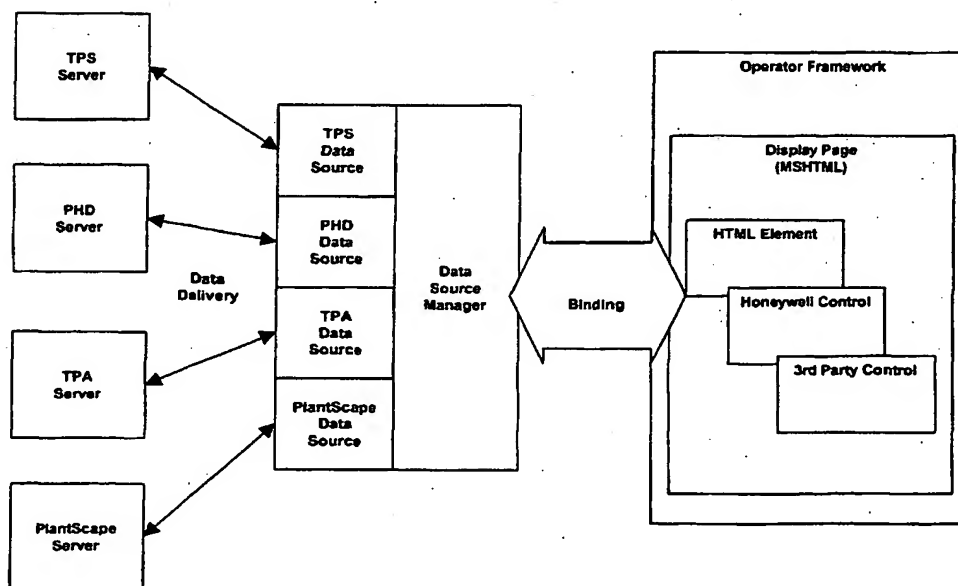 TPS
Server
PHD
Server
TPA
Server
PlantScape
Server
Data
Dalivery
TPS
Data
Source
PHD
Data
Source
TPA
Data
Source
PlantScape
Data
Source
Data
Source
Manager
Binding
Operator Framework
Display Page
(MSHTML)
HTML Element
Honeywell Control
3rd Party Control